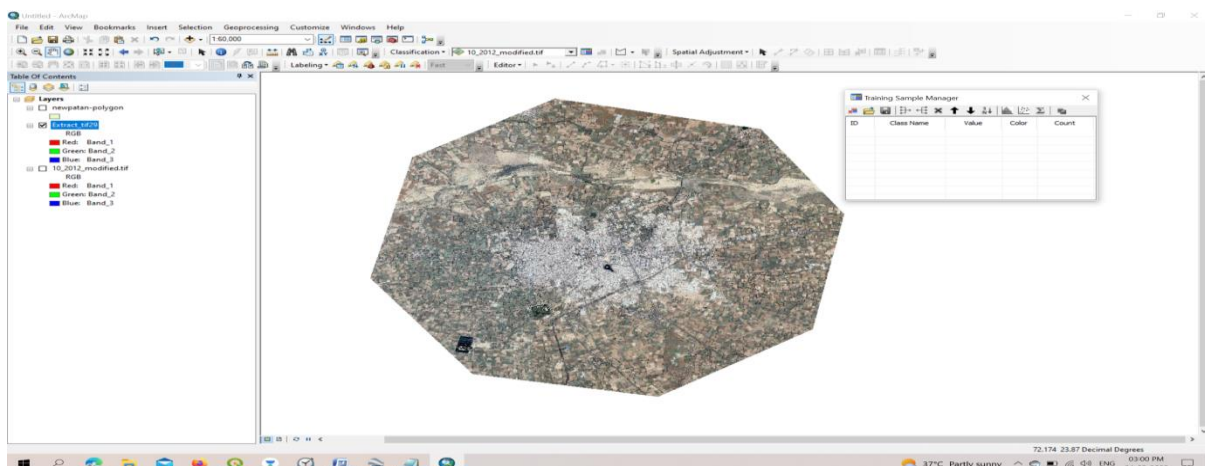 Untitled - ArcMap
File Edit View Bookmarks Insert Selection Geoprocessing Customize Windows Help
1:60,000
Classification 10_2012_modified.tif Spatial Adjustment
Labeling Fast Editor
Table Of Contents
Layers
newpatan-polygon
Extract_tif29
RGB
Red: Band_1
Green: Band_2
Blue: Band_3
10_2012_modified.tif
RGB
Red: Band_1
Green: Band_2
Blue: Band_3
Training Sample Manager
ID Class Name Value Color Count
72.174 23.87 Decimal Degrees
37°C Partly sunny ENG 03:00 PM